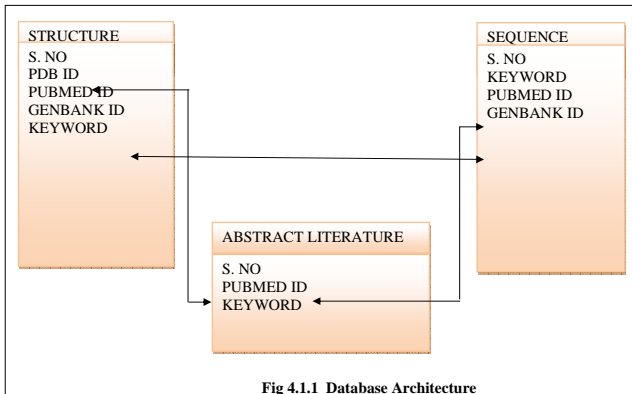 STRUCTURE
S. NO
PDB ID
PUBMED ID
GENBANK ID
KEYWORD
SEQUENCE
S. NO
KEYWORD
PUBMED ID
GENBANK ID
ABSTRACT LITERATURE
S. NO
PUBMED ID
KEYWORD
Fig 4.1.1 Database Architecture